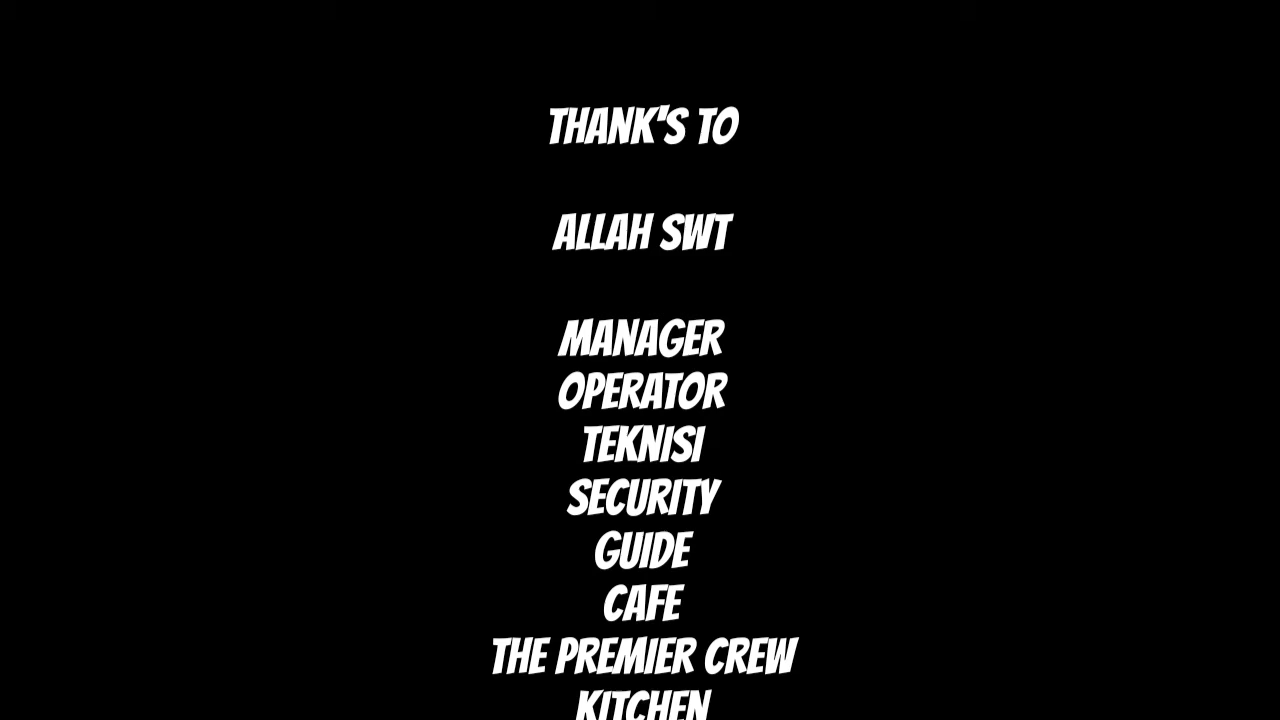 THANK'S TO
ALLAH SWT
MANAGER
OPERATOR
TEKNISI
SECURITY
GUIDE
CAFE
THE PREMIER CREW
KITCHEN